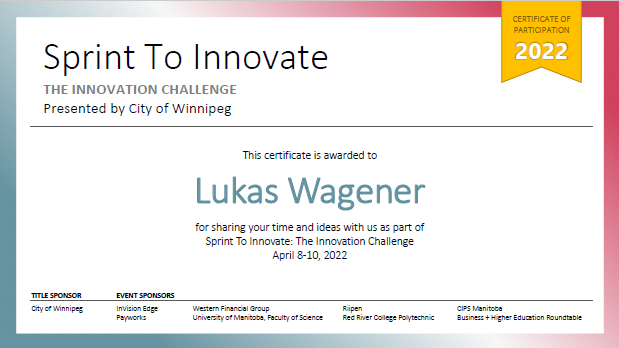 CERTIFICATE OF
PARTICIPATION
2022
Sprint To Innovate
THE INNOVATION CHALLENGE
Presented by City of Winnipeg
This certificate is awarded to
Lukas Wagener
for sharing your time and ideas with us as part of
Sprint To Innovate: The Innovation Challenge
April 8-10, 2022
TITLE SPONSOR
City of Winnipeg
EVENT SPONSORS
InVision Edge
Payworks
Western Financial Group
University of Manitoba, Faculty of Science
Riipen
Red River College Polytechnic
CIPS Manitoba
Business + Higher Education Roundtable